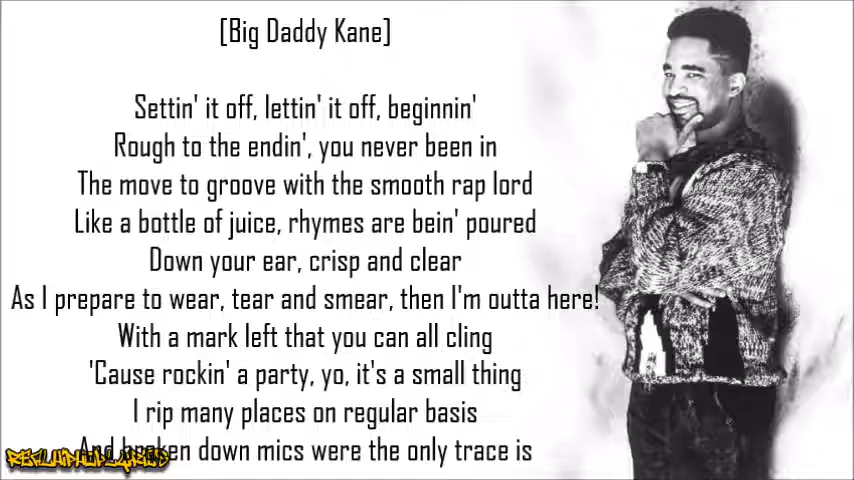 [Big Daddy Kane]
Settin' it off, lettin' it off, beginnin'
Rough to the endin', you never been in
The move to groove with the smooth rap lord
Like a bottle of juice, rhymes are bein' poured
Down your ear, crisp and clear
As I prepare to wear, tear and smear, then I'm outta here!
With a mark left that you can all cling
'Cause rockin' a party, yo, it's a small thing
I rip many places on regular basis
And broken down mics were the only trace is
REALHIPHOPLYRICS